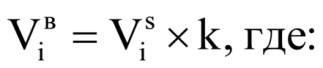 Vᵢᵇ = Vᵢˢ × k, где: